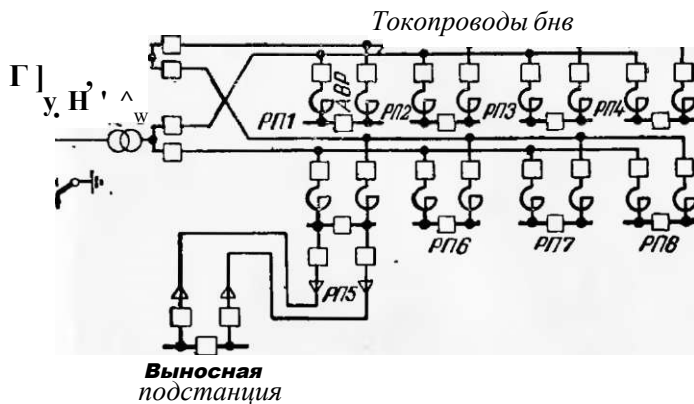 Токопроводы бнв
Г ]
у. Н, ' ^ w
АВР
РП1 РП2 РП3 РП4
РП6 РП7 РП8
РП5
Выносная
подстанция